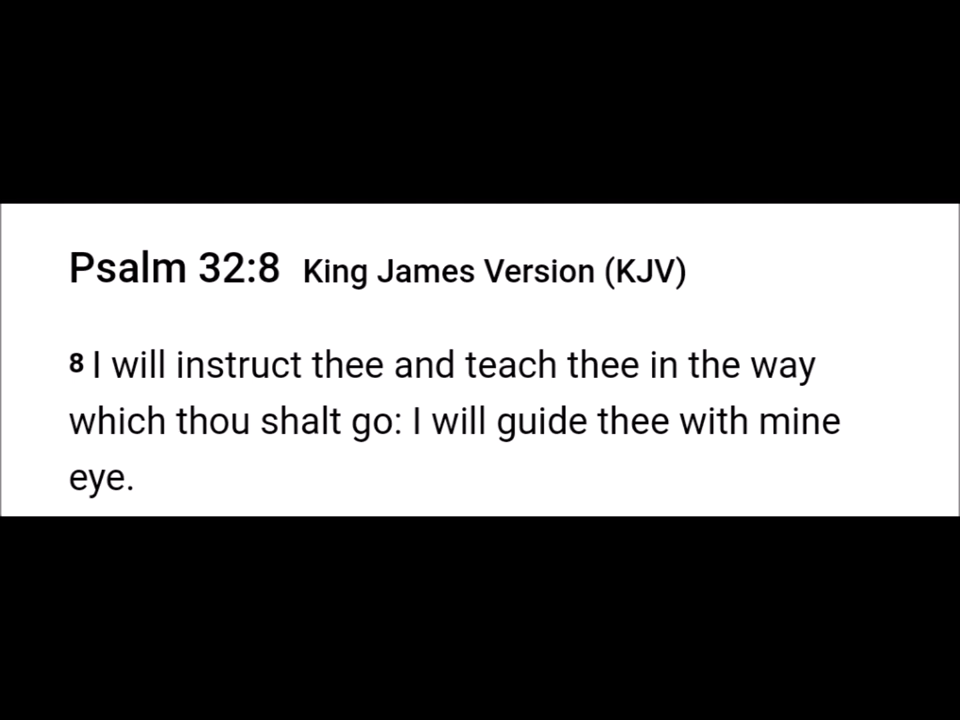 Psalm 32:8 King James Version (KJV)
8 I will instruct thee and teach thee in the way
which thou shalt go: I will guide thee with mine
eye.